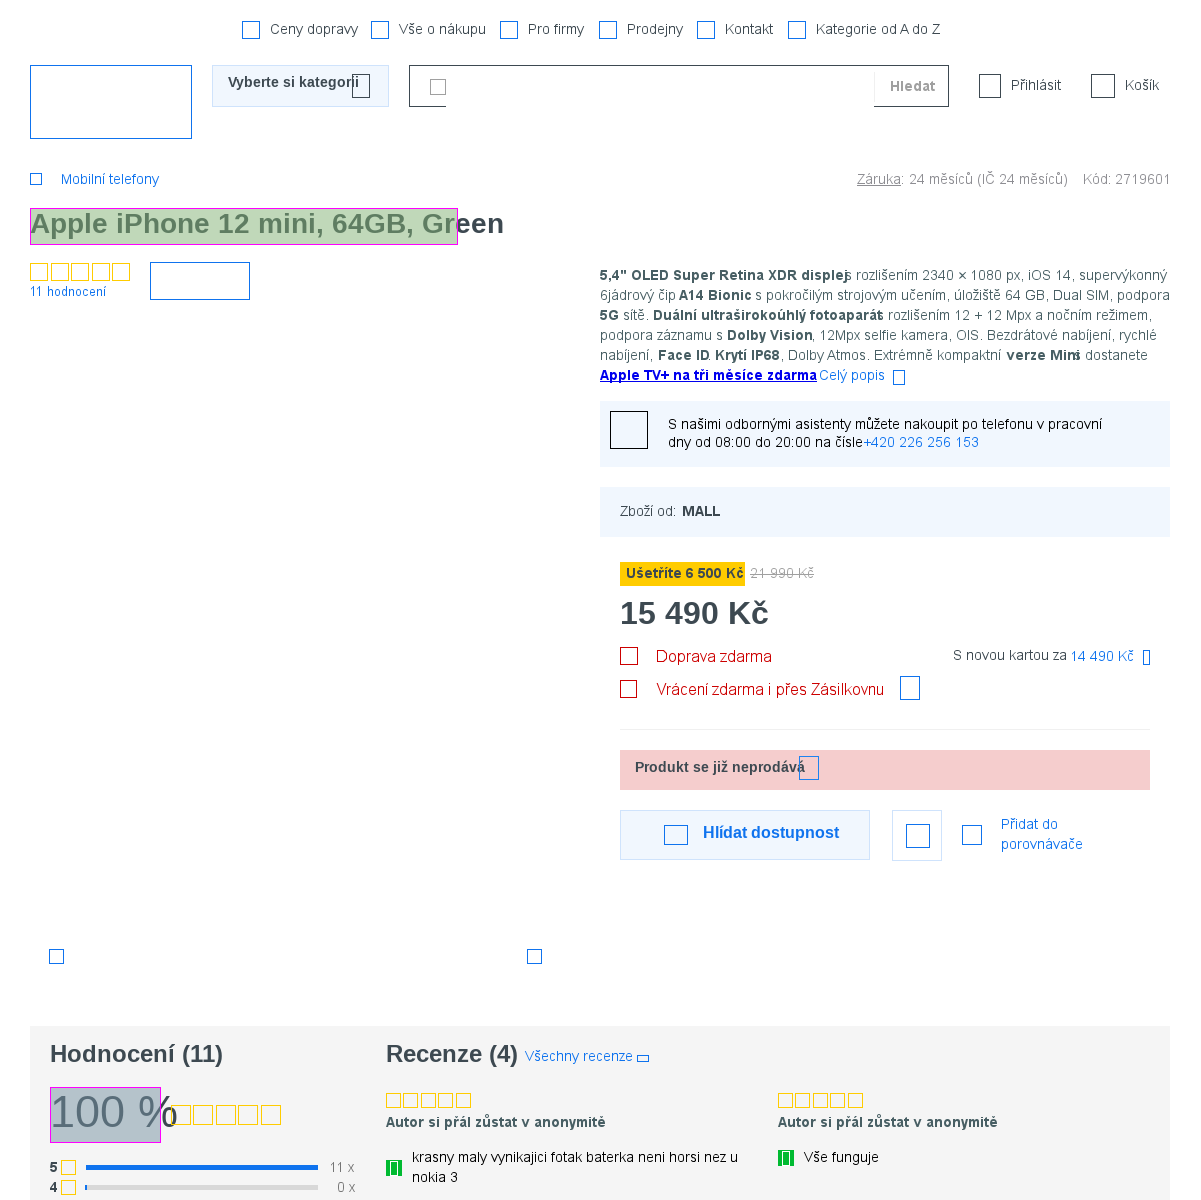 Ceny dopravy Vše o nákupu Pro firmy Prodejny Kontakt Kategorie od A do Z
Vyberte si kategorii Hledat Přihlásit Košík
Mobilní telefony Záruka: 24 měsíců (IČ 24 měsíců) Kód: 2719601
Apple iPhone 12 mini, 64GB, Green
11 hodnocení
5,4" OLED Super Retina XDR displej s rozlišením 2340 × 1080 px, iOS 14, supervýkonný
6jádrový čip A14 Bionic s pokročilým strojovým učením, úložiště 64 GB, Dual SIM, podpora
5G sítě. Duální ultraširokoúhlý fotoaparát s rozlišením 12 + 12 Mpx a nočním režimem,
podpora záznamu s Dolby Vision, 12Mpx selfie kamera, OIS. Bezdrátové nabíjení, rychlé
nabíjení, Face ID. Krytí IP68, Dolby Atmos. Extrémně kompaktní verze Mini s dostanete
Apple TV+ na tři měsíce zdarma Celý popis
S našimi odbornými asistenty můžete nakoupit po telefonu v pracovní
dny od 08:00 do 20:00 na čísle +420 226 256 153
Zboží od: MALL
Ušetříte 6 500 Kč 21 990 Kč
15 490 Kč
Doprava zdarma S novou kartou za 14 490 Kč
Vrácení zdarma i přes Zásilkovnu
Produkt se již neprodává
Hlídat dostupnost Přidat do
porovnávače
Hodnocení (11) Recenze (4) Všechny recenze
100 %
Autor si přál zůstat v anonymitě Autor si přál zůstat v anonymitě
krasny maly vynikajici fotak baterka neni horsi nez u
nokia 3
Vše funguje
5 11 x
4 0 x